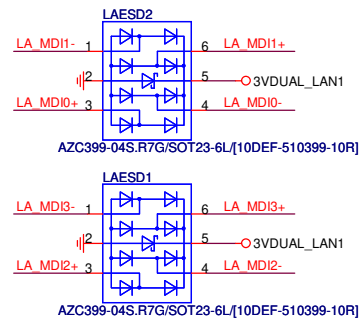 LAESD2
LA_MDI1- 1 6 LA_MDI1+
2 5 3VDUAL_LAN1
LA_MDI0+ 3 4 LA_MDI0-
AZC399-04S.R7G/SOT23-6L/[10DEF-510399-10R]
LAESD1
LA_MDI3- 1 6 LA_MDI3+
2 5 3VDUAL_LAN1
LA_MDI2+ 3 4 LA_MDI2-
AZC399-04S.R7G/SOT23-6L/[10DEF-510399-10R]